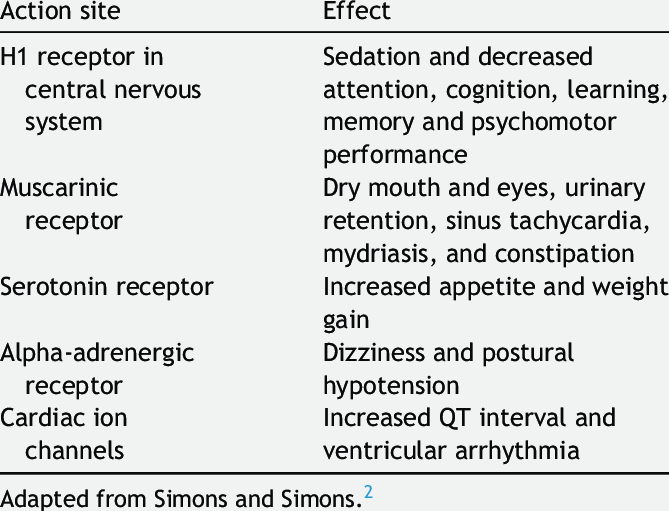 Action site Effect
H1 receptor in Sedation and decreased
central nervous attention, cognition, learning,
system memory and psychomotor
performance
Muscarinic Dry mouth and eyes, urinary
receptor retention, sinus tachycardia,
mydriasis, and constipation
Serotonin receptor Increased appetite and weight
gain
Alpha-adrenergic Dizziness and postural
receptor hypotension
Cardiac ion Increased QT interval and
channels ventricular arrhythmia
Adapted from Simons and Simons.2